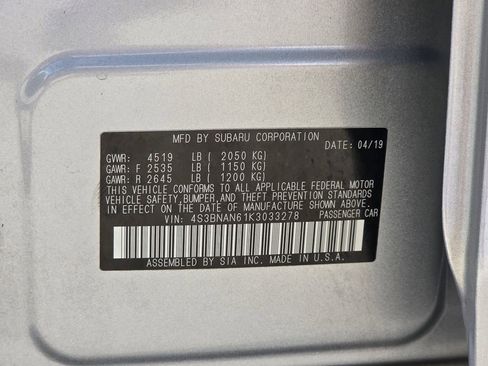 MFD BY SUBARU CORPORATION
DATE: 04/19
GVWR: 4519 LB ( 2050 KG)
GAWR: F 2535 LB ( 1150 KG)
GAWR: R 2645 LB ( 1200 KG)
THIS VEHICLE CONFORMS TO ALL APPLICABLE FEDERAL MOTOR
VEHICLE SAFETY,BUMPER,AND THEFT PREVENTION STANDARDS
IN EFFECT ON THE DATE OF MANUFACTURE SHOWN ABOVE.
VIN: 4S3BNAN61K3033278 PASSENGER CAR
ASSEMBLED BY SIA INC. MADE IN U.S.A.